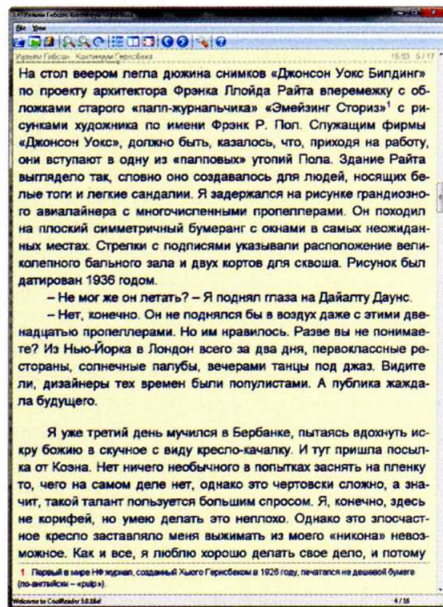 File View
Уильям Гибсон Континуум Гернсбека
На стол веером легла дюжина снимков «Джонсон Уокс Билдинг»
по проекту архитектора Фрэнка Ллойда Райта вперемежку с об-
ложками старого «палп-журнальчика» «Эмейзинг Сториз»¹ с ри-
сунками художника по имени Фрэнк Р. Пол. Служащим фирмы
«Джонсон Уокс», должно быть, казалось, что, приходя на работу,
они вступают в одну из «палповых» утопий Пола. Здание Райта
выглядело так, словно оно создавалось для людей, носящих бе-
лые тоги и легкие сандалии. Я задержался на рисунке грандиозно-
го авиалайнера с многочисленными пропеллерами. Он походил
на плоский симметричный бумеранг с окнами в самых неожидан-
ных местах. Стрелки с подписями указывали расположение вели-
колепного бального зала и двух кортов для сквоша. Рисунок был
датирован 1936 годом.
– Не мог же он летать? – Я поднял глаза на Дайалту Даунс.
– Нет, конечно. Он не поднялся бы в воздух даже с этими две-
надцатью пропеллерами. Но им нравилось. Разве вы не понимае-
те? Из Нью-Йорка в Лондон всего за два дня, первоклассные ре-
стораны, солнечные палубы, вечерами танцы под джаз. Видите
ли, дизайнеры тех времен были популистами. А публика жажда-
ла будущего.
Я уже третий день мучился в Бербанке, пытаясь вдохнуть ис-
кру божию в скучное с виду кресло-качалку. И тут пришла посыл-
ка от Коэна. Нет ничего необычного в попытках заснять на пленку
то, чего на самом деле нет, однако это чертовски сложно, а зна-
чит, такой талант пользуется большим спросом. Я, конечно, здесь
не корифей, но умею делать это неплохо. Однако это злосчаст-
ное кресло заставляло меня выжимать из моего «никона» невоз-
можное. Как и все, я люблю хорошо делать свое дело, и потому
1 Первый в мире НФ журнал, созданный Хьюго Гернсбеком в 1926 году, печатался на дешевой бумаге
(по-английски – «pulp»).
Welcome to CoolReader 4 / 16